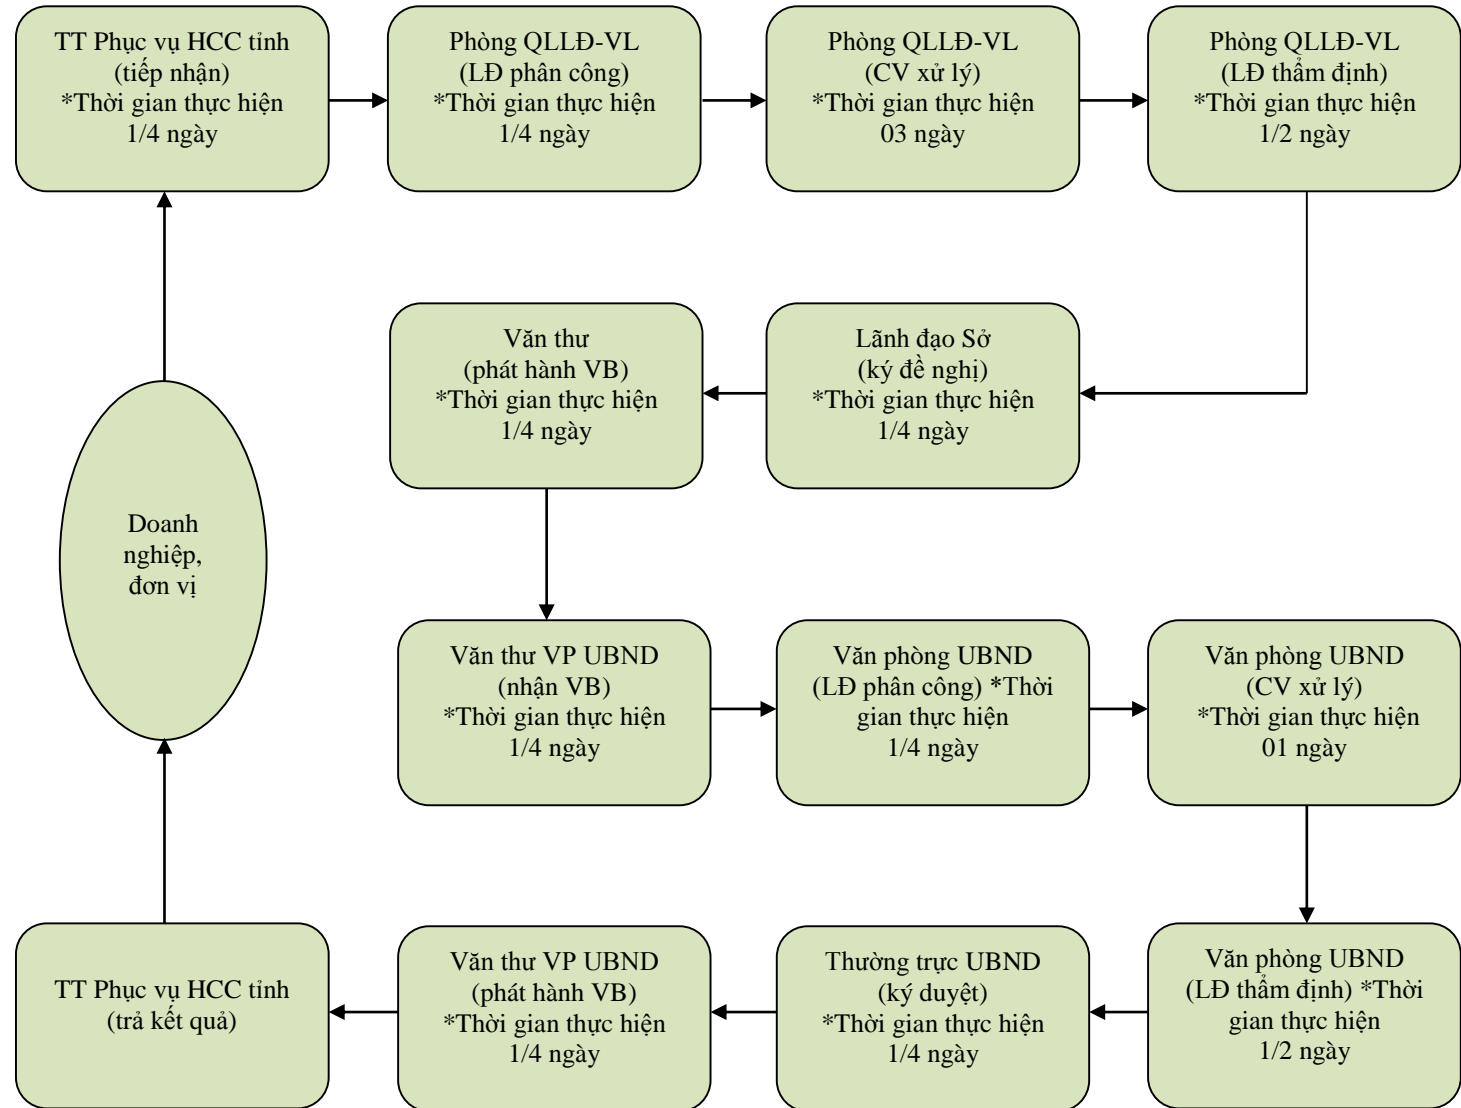 TT Phục vụ HCC tỉnh
(tiếp nhận)
*Thời gian thực hiện
1/4 ngày
Phòng QLLĐ-VL
(LĐ phân công)
*Thời gian thực hiện
1/4 ngày
Phòng QLLĐ-VL
(CV xử lý)
*Thời gian thực hiện
03 ngày
Phòng QLLĐ-VL
(LĐ thẩm định)
*Thời gian thực hiện
1/2 ngày
Văn thư
(phát hành VB)
*Thời gian thực hiện
1/4 ngày
Lãnh đạo Sở
(ký đề nghị)
*Thời gian thực hiện
1/4 ngày
Doanh
nghiệp,
đơn vị
Văn thư VP UBND
(nhận VB)
*Thời gian thực hiện
1/4 ngày
Văn phòng UBND
(LĐ phân công) *Thời
gian thực hiện
1/4 ngày
Văn phòng UBND
(CV xử lý)
*Thời gian thực hiện
01 ngày
TT Phục vụ HCC tỉnh
(trả kết quả)
Văn thư VP UBND
(phát hành VB)
*Thời gian thực hiện
1/4 ngày
Thường trực UBND
(ký duyệt)
*Thời gian thực hiện
1/4 ngày
Văn phòng UBND
(LĐ thẩm định) *Thời
gian thực hiện
1/2 ngày